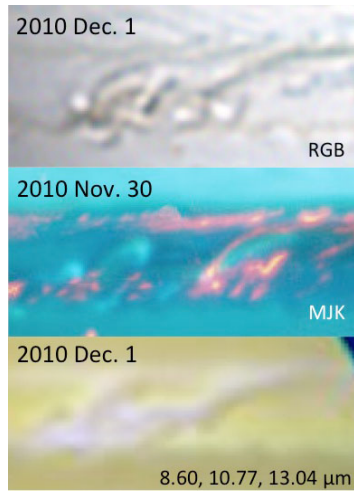 2010 Dec. 1
RGB
2010 Nov. 30
MJK
2010 Dec. 1
8.60, 10.77, 13.04 μm